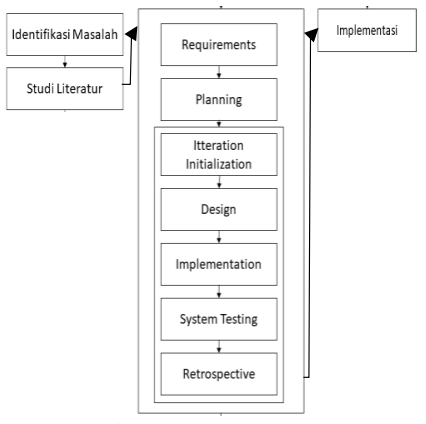 Identifikasi Masalah
Studi Literatur
Requirements
Planning
Itteration
Initialization
Design
Implementation
System Testing
Retrospective
Implementasi